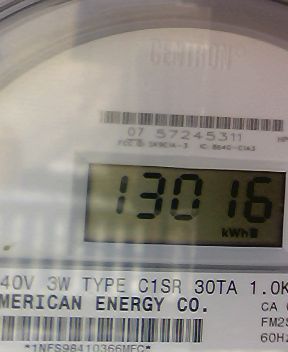 CENTRON®
07 57245311
13016
kWh
40V 3W TYPE C1SR 30TA 1.0K
MERICAN ENERGY CO.
CA
FM2S
60HZ
*1NFS98410366MFC*